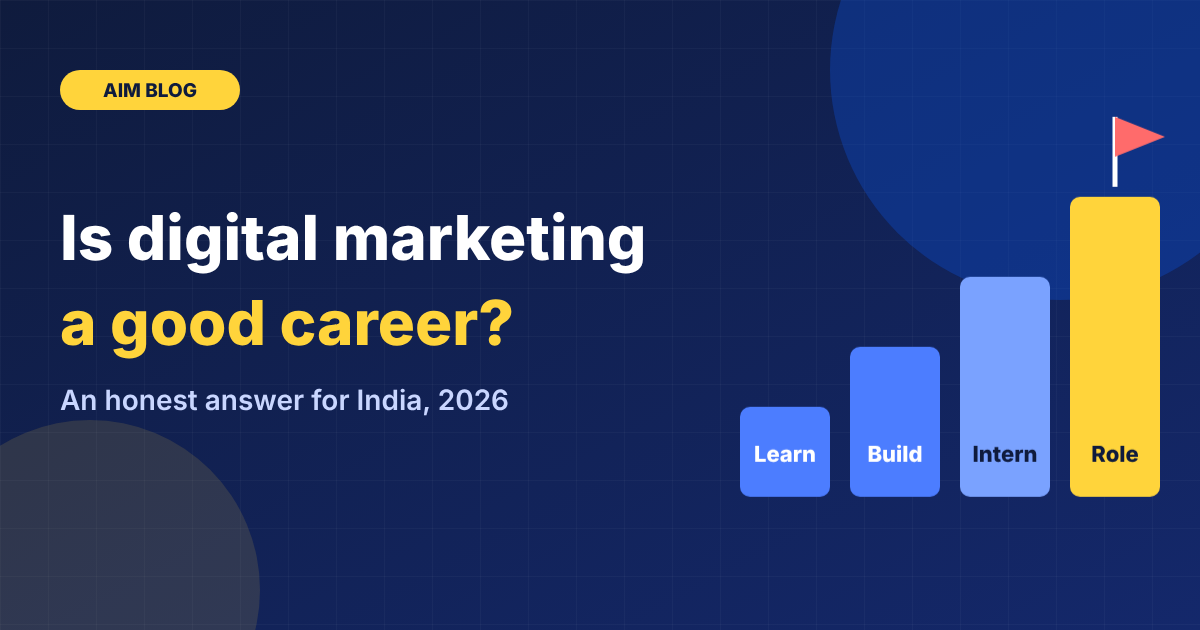 AIM BLOG
Is digital marketing
a good career?
An honest answer for India, 2026
Learn
Build
Intern
Role